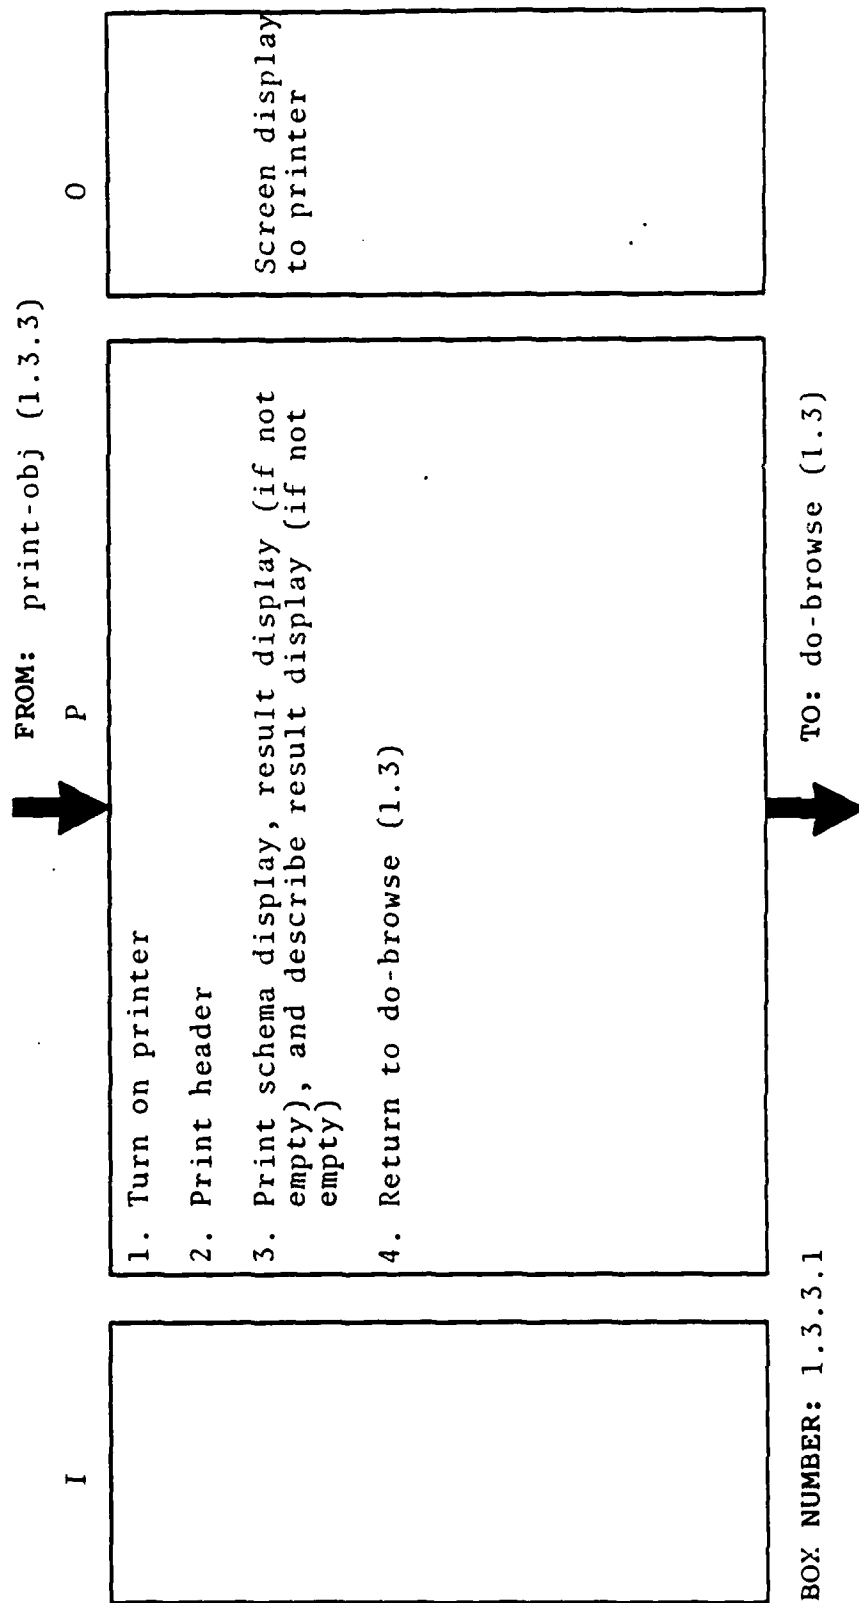 FROM: print-obj (1.3.3)
I
P
O
1. Turn on printer
2. Print header
3. Print schema display, result display (if not
empty), and describe result display (if not
empty)
4. Return to do-browse (1.3)
Screen display
to printer
BOX NUMBER: 1.3.3.1
TO: do-browse (1.3)